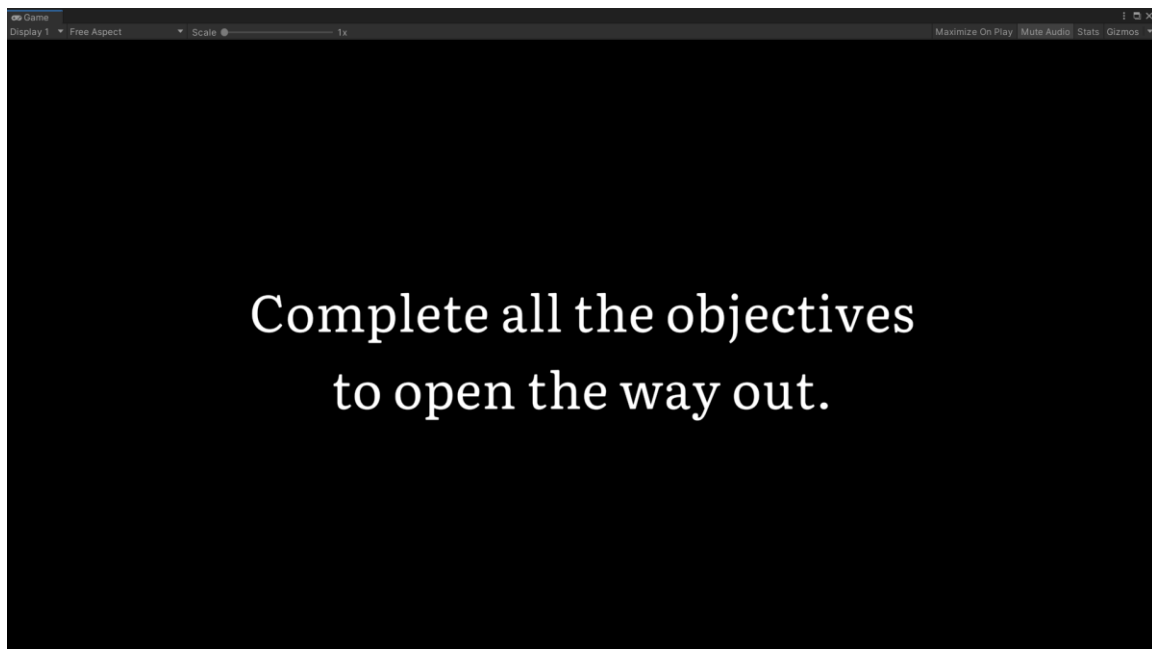 Game
Display 1 Free Aspect Scale 1x Maximize On Play Mute Audio Stats Gizmos
Complete all the objectives
to open the way out.